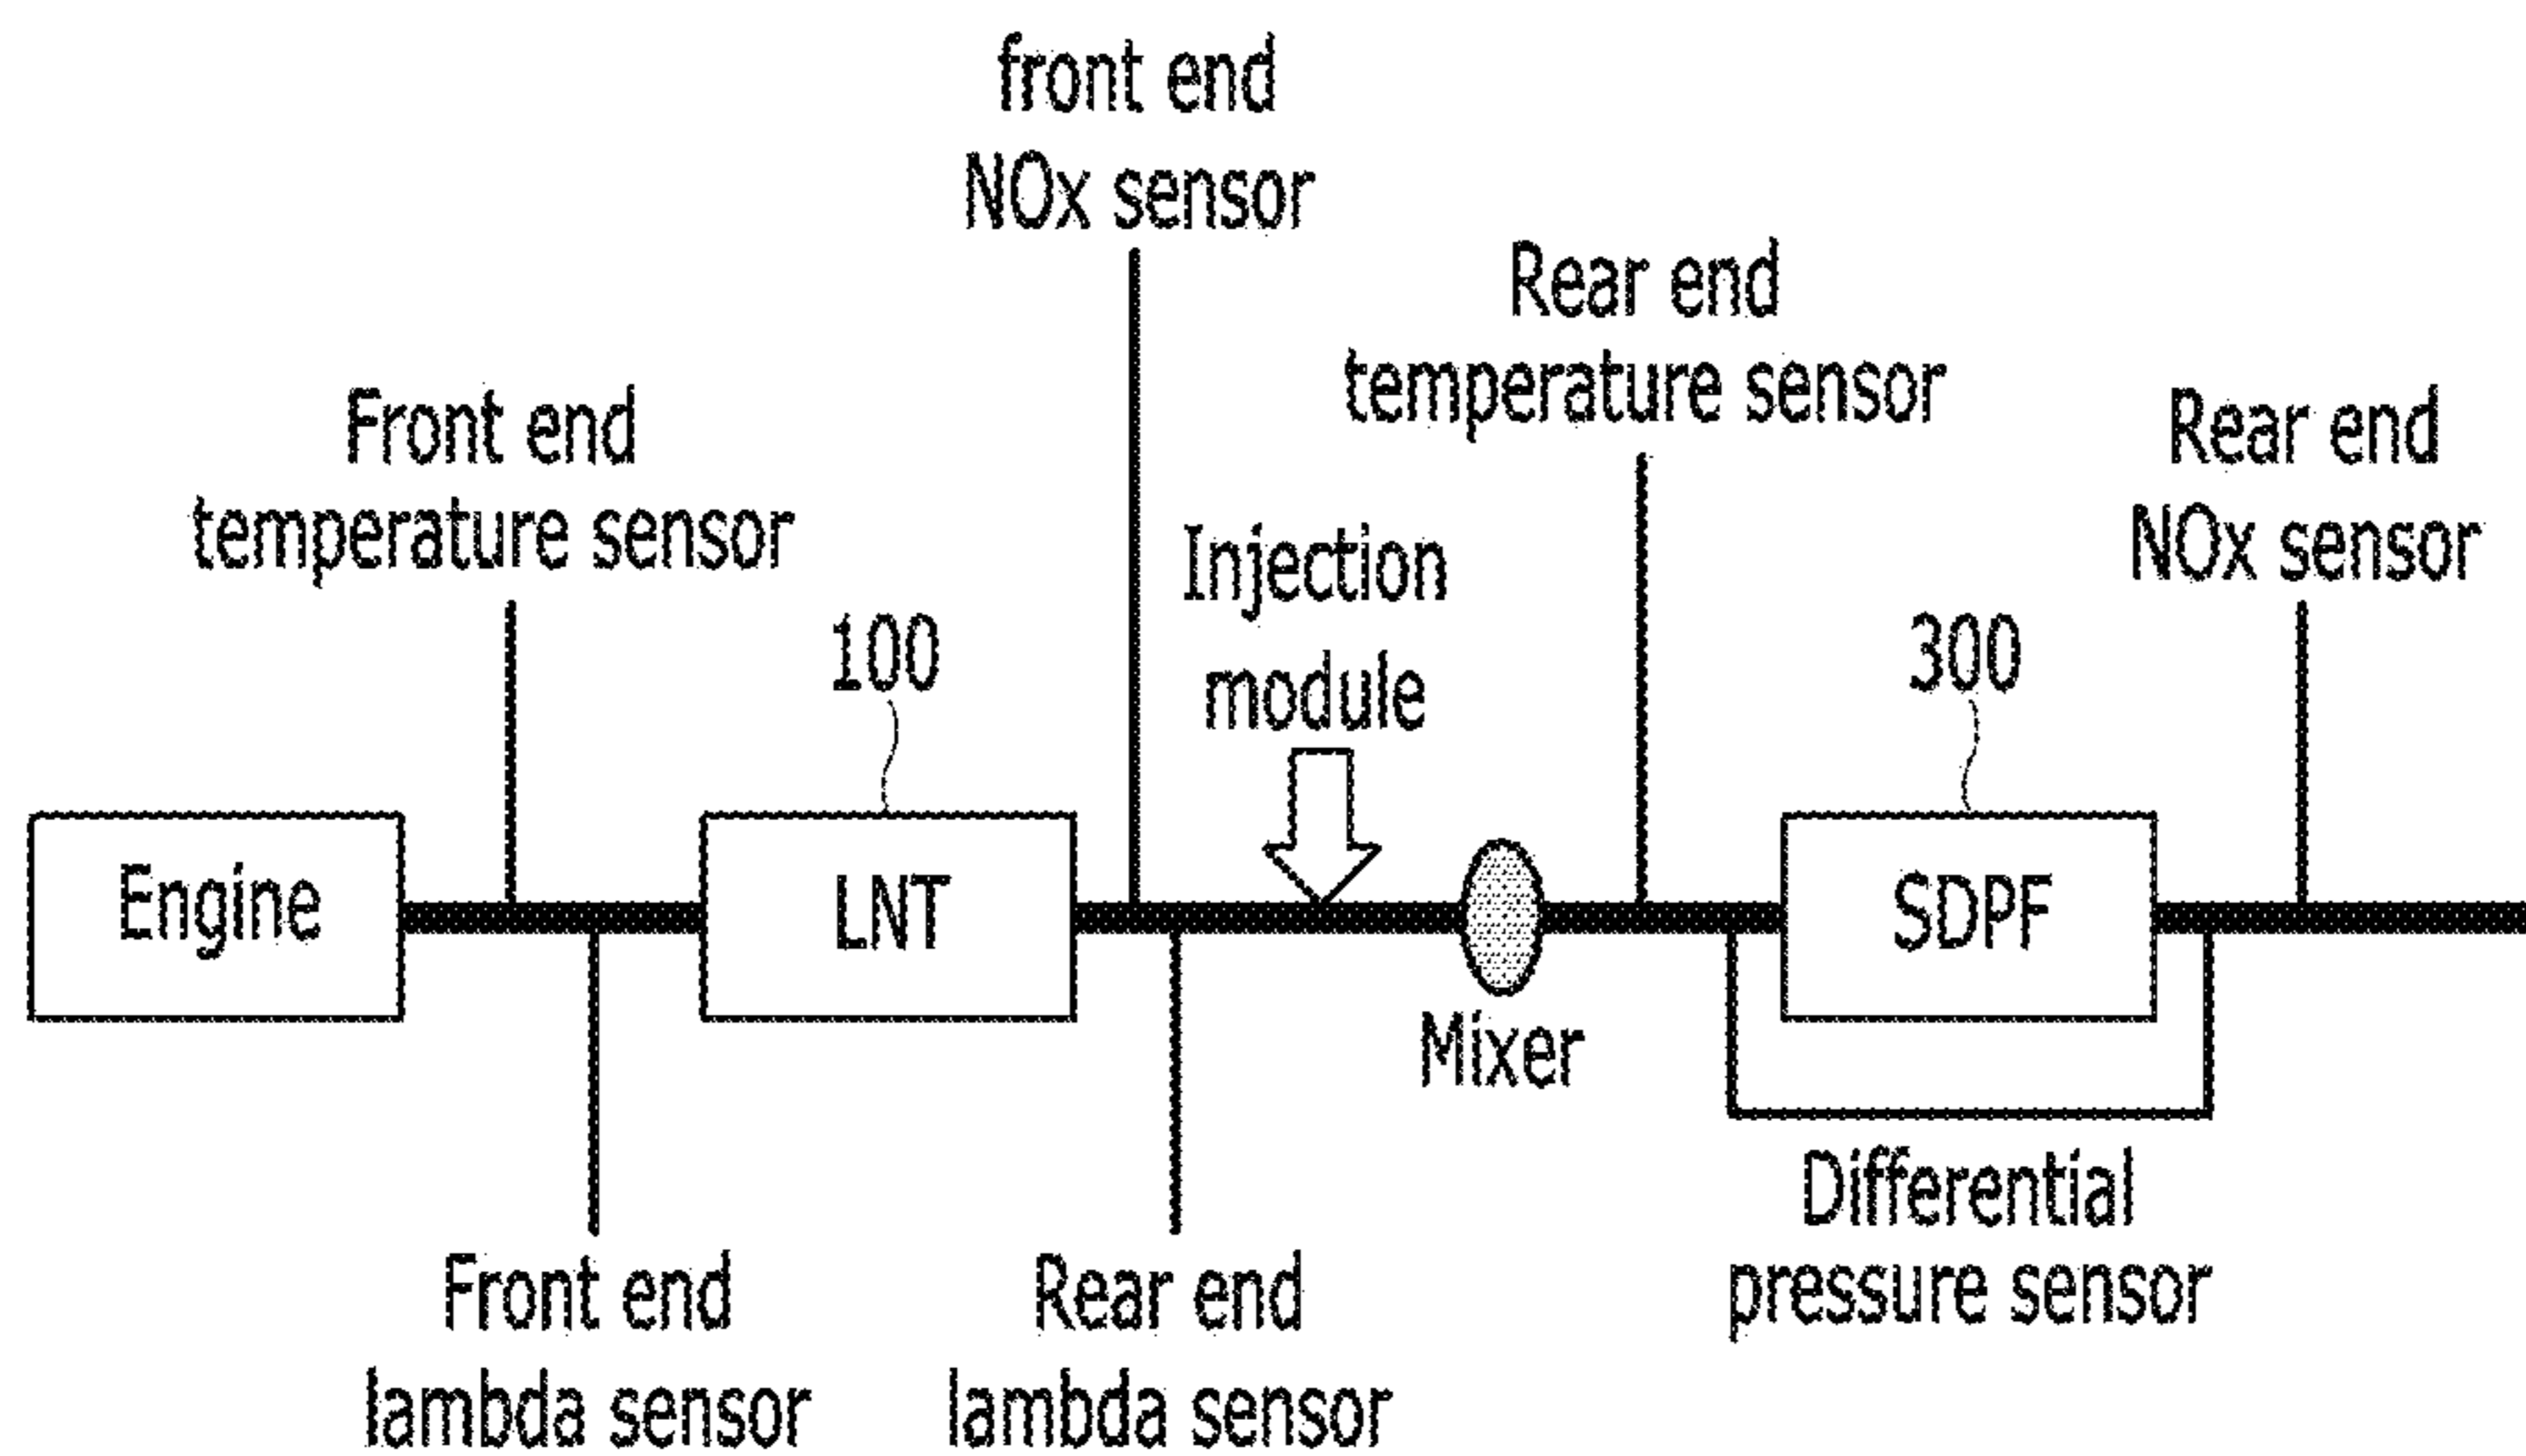 front end
NOx sensor
Rear end
temperature sensor
Front end
temperature sensor
Rear end
NOx sensor
Injection
module
100
300
Engine
LNT
SDPF
Mixer
Differential
pressure sensor
Front end
lambda sensor
Rear end
lambda sensor